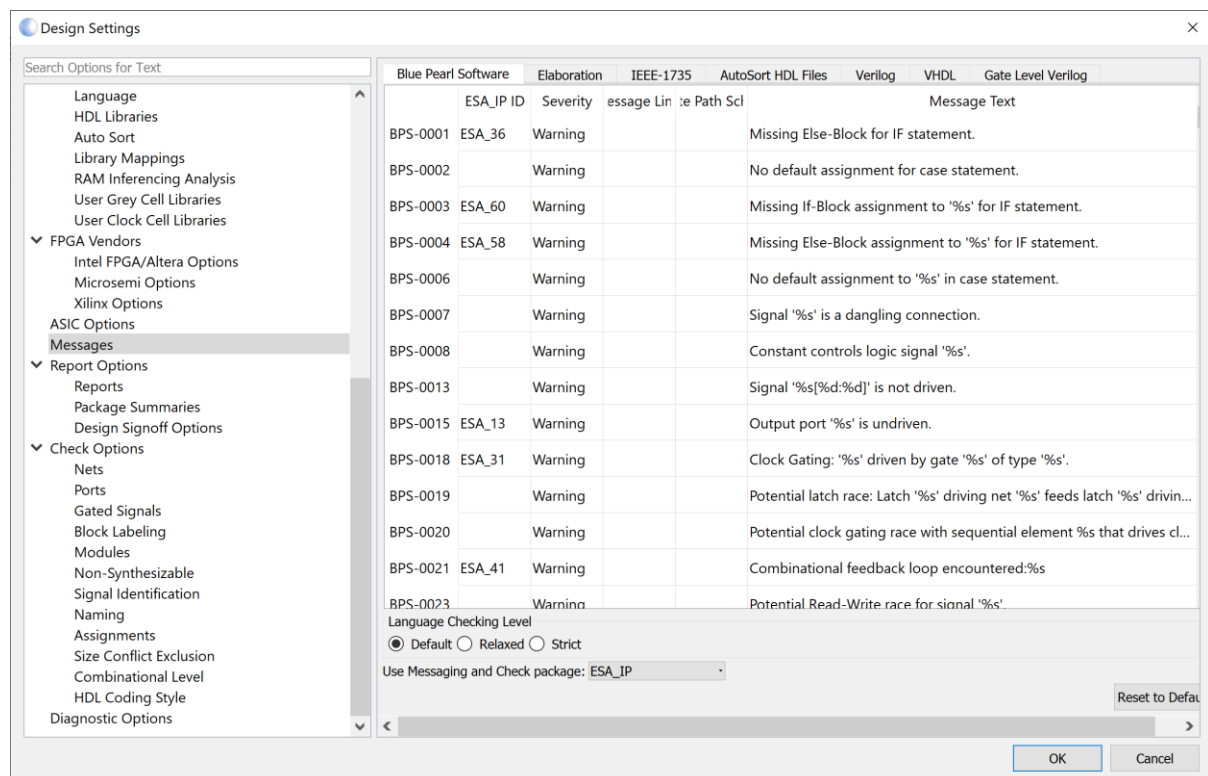 Design Settings
Search Options for Text
Language
HDL Libraries
Auto Sort
Library Mappings
RAM Inferencing Analysis
User Grey Cell Libraries
User Clock Cell Libraries
FPGA Vendors
Intel FPGA/Altera Options
Microsemi Options
Xilinx Options
ASIC Options
Messages
Report Options
Reports
Package Summaries
Design Signoff Options
Check Options
Nets
Ports
Gated Signals
Block Labeling
Modules
Non-Synthesizable
Signal Identification
Naming
Assignments
Size Conflict Exclusion
Combinational Level
HDL Coding Style
Diagnostic Options
Blue Pearl Software Elaboration IEEE-1735 AutoSort HDL Files Verilog VHDL Gate Level Verilog
ESA_IP ID Severity essage Lin te Path Scl Message Text
BPS-0001 ESA_36 Warning Missing Else-Block for IF statement.
BPS-0002 Warning No default assignment for case statement.
BPS-0003 ESA_60 Warning Missing If-Block assignment to '%s' for IF statement.
BPS-0004 ESA_58 Warning Missing Else-Block assignment to '%s' for IF statement.
BPS-0006 Warning No default assignment to '%s' in case statement.
BPS-0007 Warning Signal '%s' is a dangling connection.
BPS-0008 Warning Constant controls logic signal '%s'.
BPS-0013 Warning Signal '%s[%d:%d]' is not driven.
BPS-0015 ESA_13 Warning Output port '%s' is undriven.
BPS-0018 ESA_31 Warning Clock Gating: '%s' driven by gate '%s' of type '%s'.
BPS-0019 Warning Potential latch race: Latch '%s' driving net '%s' feeds latch '%s' drivin...
BPS-0020 Warning Potential clock gating race with sequential element %s that drives cl...
BPS-0021 ESA_41 Warning Combinational feedback loop encountered:%s
BPS-0023 Warning Potential Read-Write race for signal '%s'.
Language Checking Level
Default Relaxed Strict
Use Messaging and Check package: ESA_IP
Reset to Defau
OK Cancel